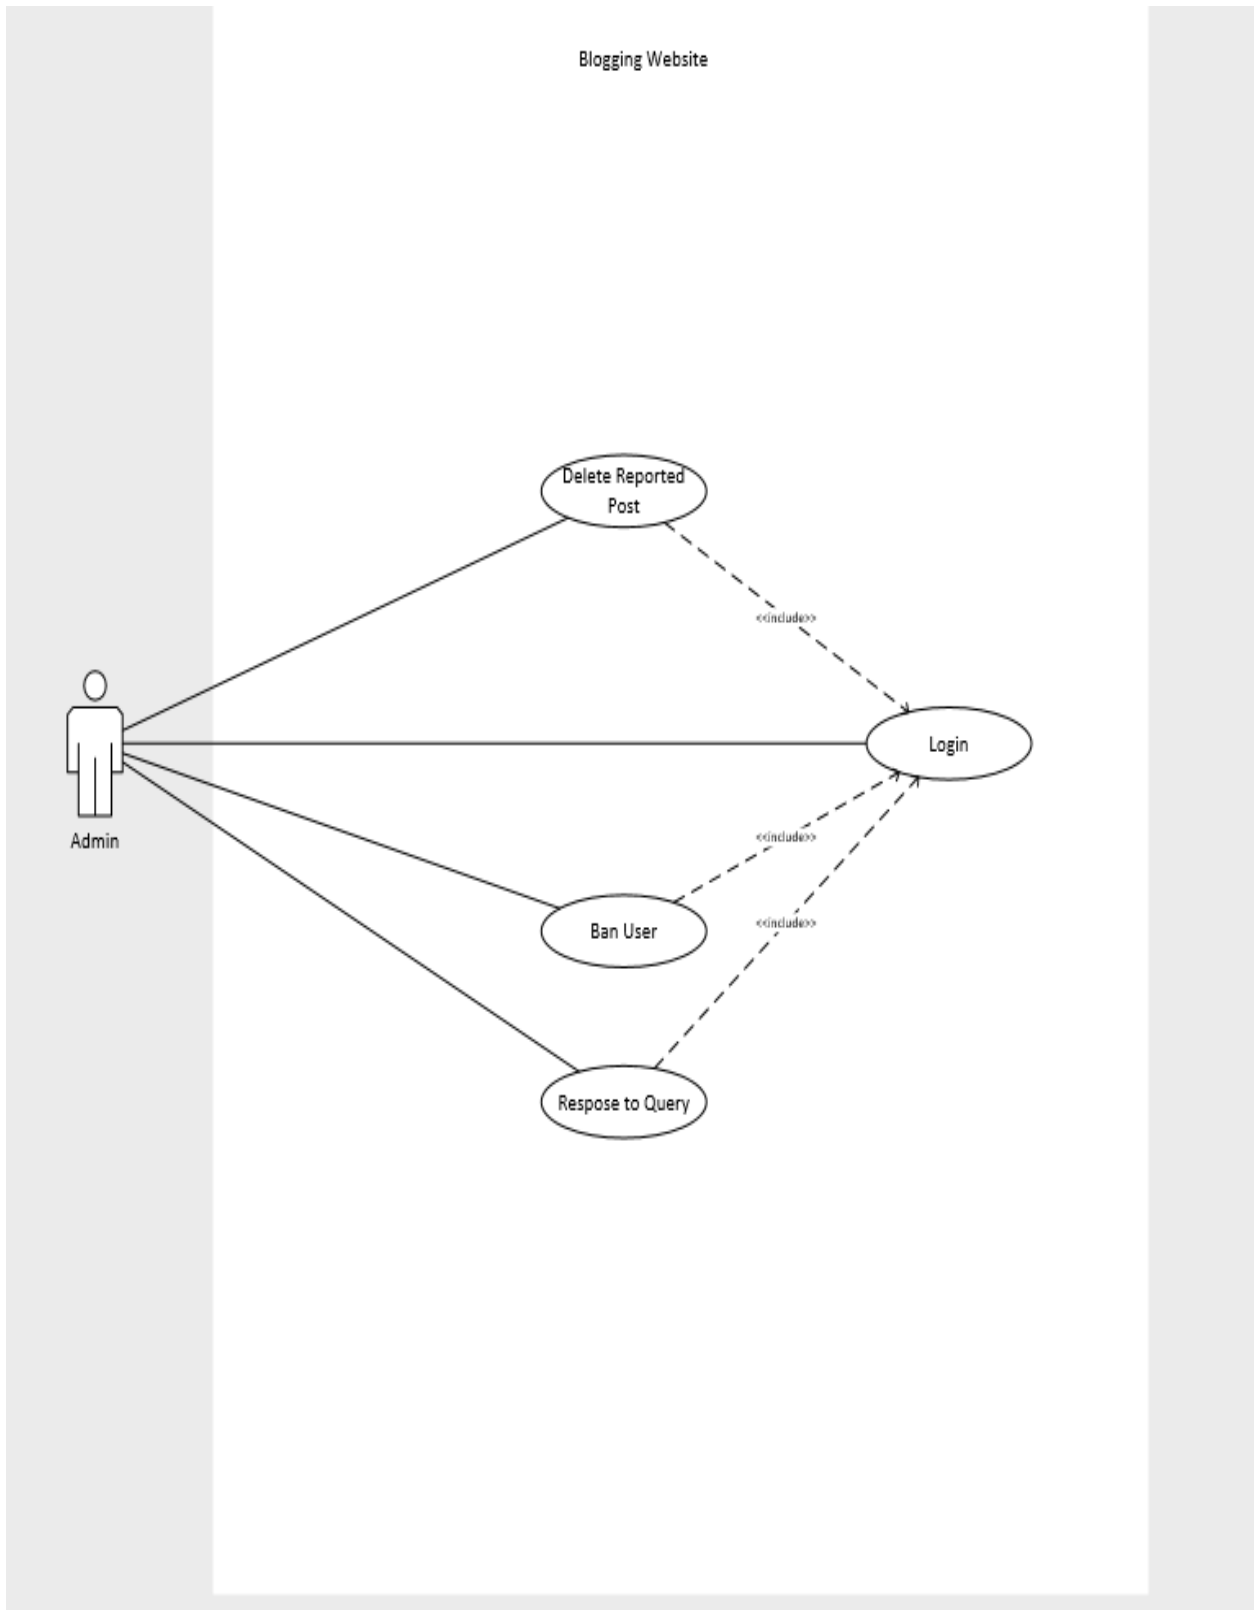 Blogging Website
Delete Reported
Post
<<include>>
Login
Admin
<<include>>
<<include>>
Ban User
Respose to Query